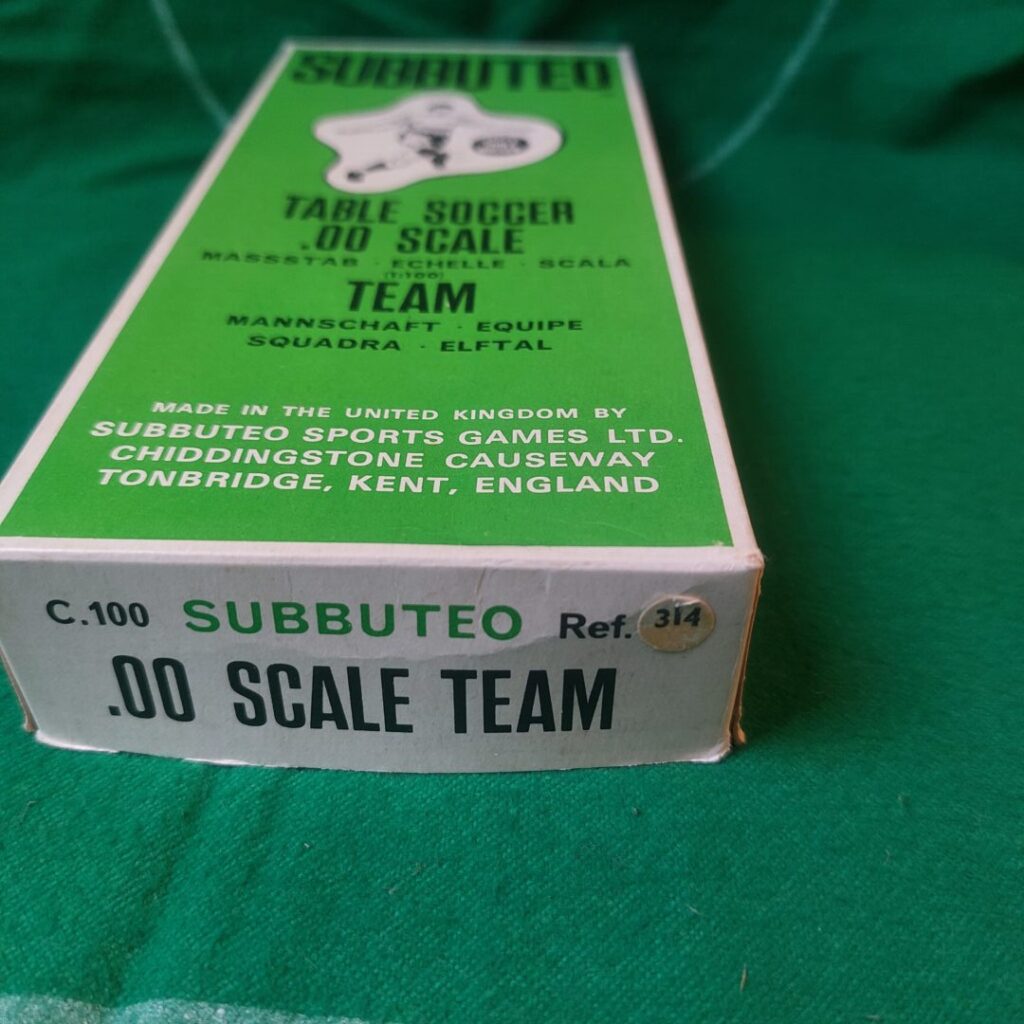 SUBBUTEO
TABLE SOCCER
.00 SCALE
MASSSTAB · ECHELLE · SCALA
(1:100)
TEAM
MANNSCHAFT · EQUIPE
SQUADRA · ELFTAL
MADE IN THE UNITED KINGDOM BY
SUBBUTEO SPORTS GAMES LTD.
CHIDDINGSTONE CAUSEWAY
TONBRIDGE, KENT, ENGLAND
C.100 SUBBUTEO Ref. 314
.00 SCALE TEAM